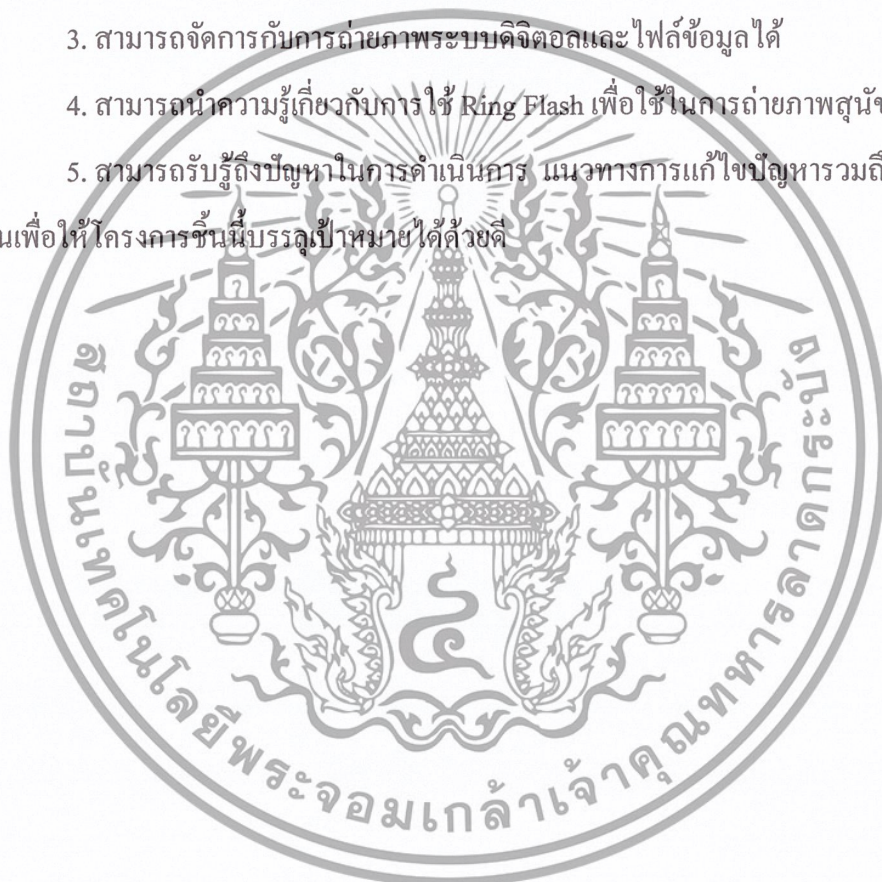 3. สามารถจัดการกับการถ่ายภาพระบบดิจิตอลและไฟล์ข้อมูลได้
4. สามารถนำความรู้เกี่ยวกับการใช้ Ring Flash เพื่อใช้ในการถ่ายภาพสุนัข
5. สามารถรับรู้ถึงปัญหาในการดำเนินการ แนวทางการแก้ไขปัญหารวมถึ
นเพื่อให้โครงการชิ้นนี้บรรลุเป้าหมายได้ด้วยดี
สถาบันเทคโนโลยีพระจอมเกล้าเจ้าคุณทหารลาดกระบัง